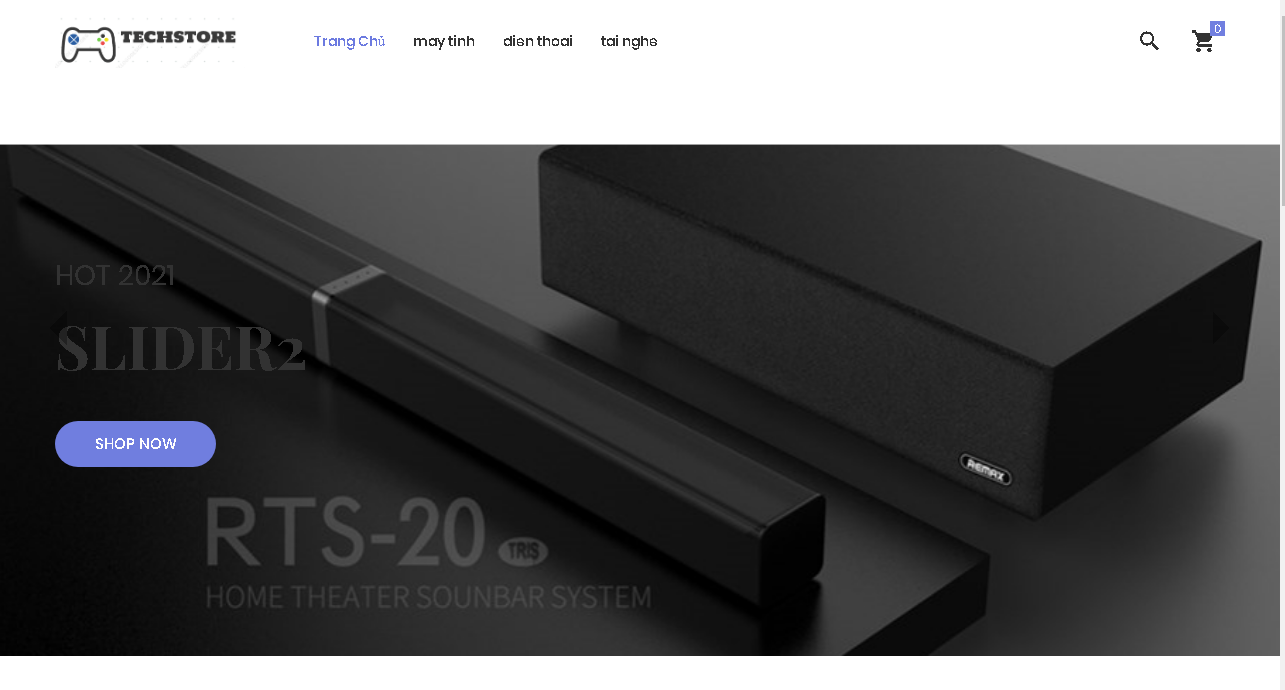 TECHSTORE
Trang Chủ
may tinh
dien thoai
tai nghe
0
HOT 2021
SLIDER2
SHOP NOW
REMAX
RTS-20 TRIS
HOME THEATER SOUNBAR SYSTEM